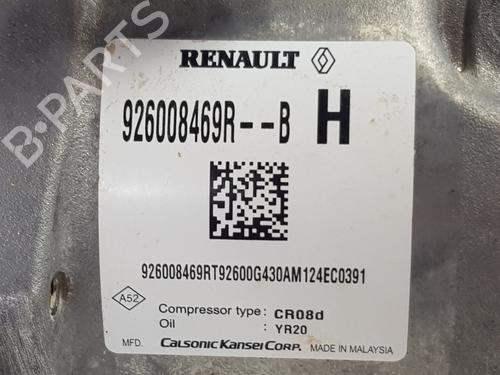 RENAULT
926008469R--B H
926008469RT92600G430AM124EC0391
A52
Compressor type: CR08d
Oil : YR20
MFD. CALSONIC KANSEI CORP. MADE IN MALAYSIA
B-PARTS